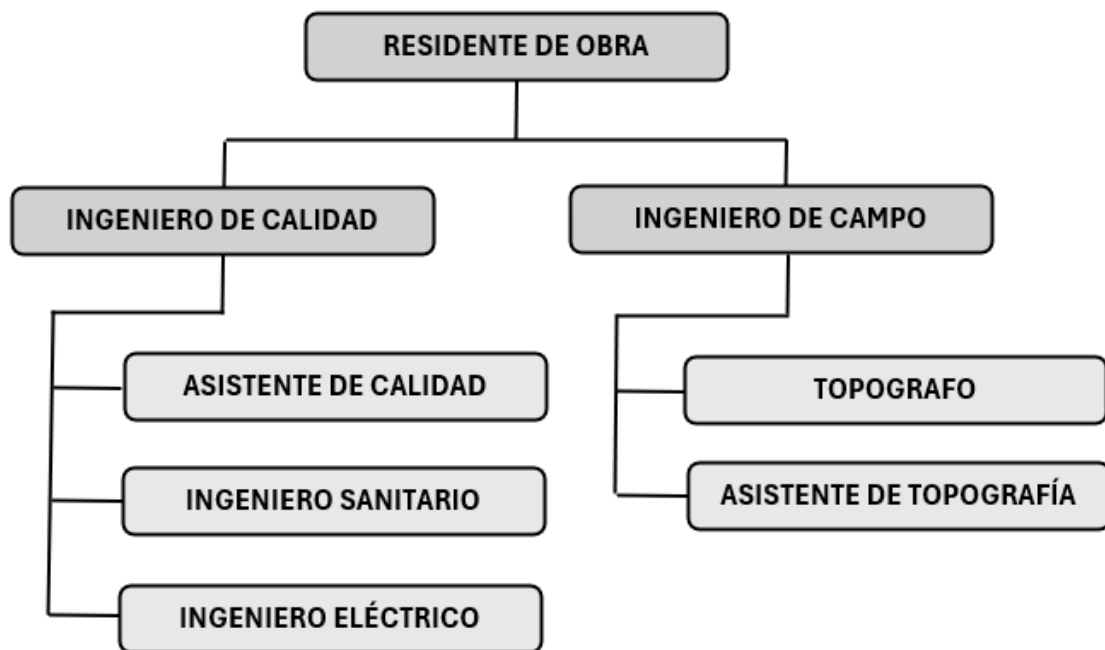 RESIDENTE DE OBRA
INGENIERO DE CALIDAD
INGENIERO DE CAMPO
ASISTENTE DE CALIDAD
TOPOGRAFO
INGENIERO SANITARIO
ASISTENTE DE TOPOGRAFÍA
INGENIERO ELÉCTRICO